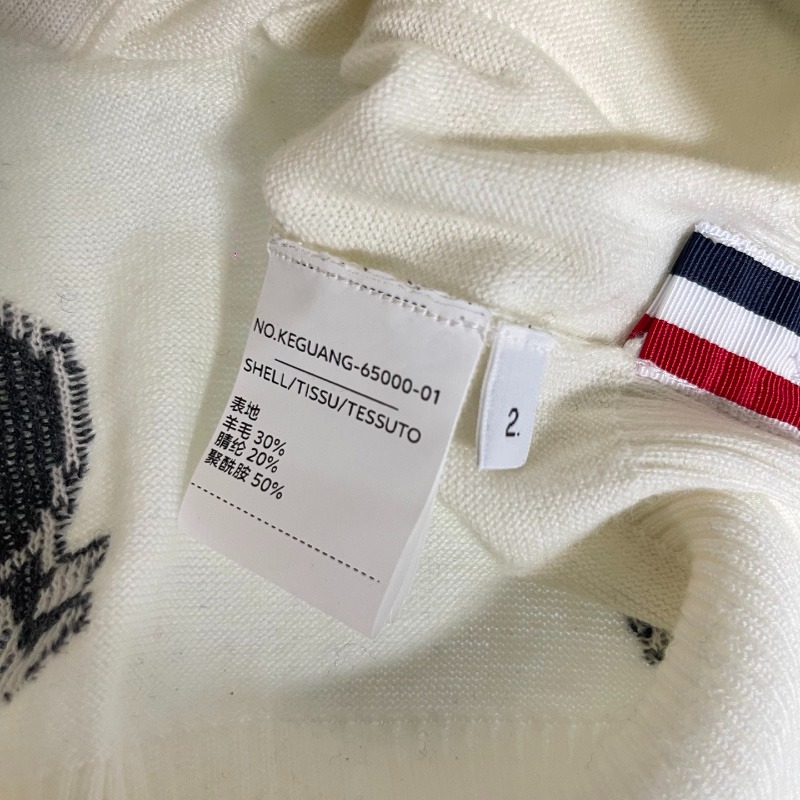 NO.KEGUANG-65000-01
SHELL/TISSU/TESSUTO
表地
羊毛 30%
腈纶 20%
聚酰胺 50%
2.